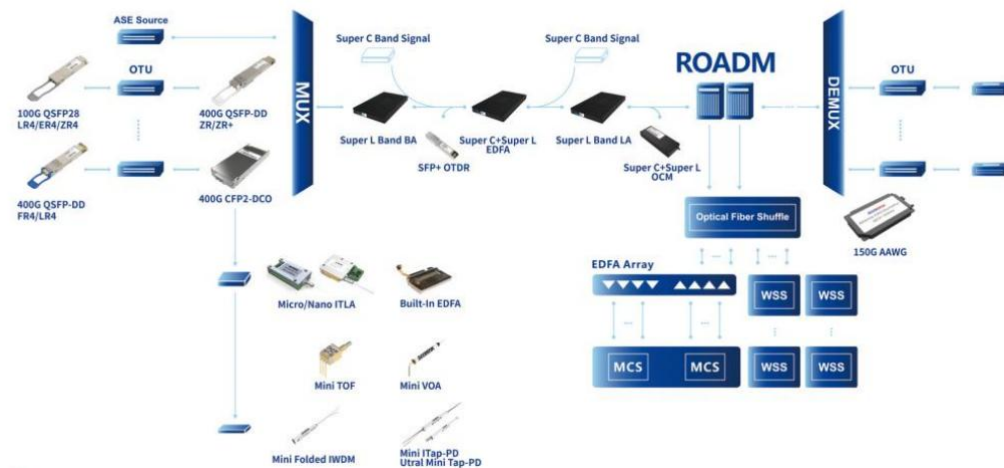 ASE Source
OTU
100G QSFP28
LR4/ER4/ZR4
400G QSFP-DD
ZR/ZR+
400G QSFP-DD
FR4/LR4
400G CFP2-DCO
MUX
Super C Band Signal
Super C Band Signal
Super L Band BA
SFP+ OTDR
Super C+Super L
EDFA
Super L Band LA
Super C+Super L
OCM
ROADM
DEMUX
OTU
150G AAWG
Optical Fiber Shuffle
EDFA Array
WSS
WSS
MCS
MCS
WSS
WSS
Micro/Nano ITLA
Built-In EDFA
Mini TOF
Mini VOA
Mini Folded IWDM
Mini ITap-PD
Utral Mini Tap-PD